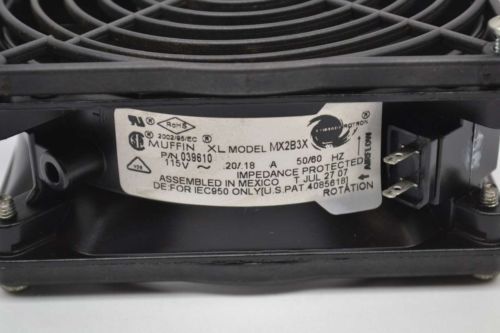 RoHS
2002/95/EC
MUFFIN XL MODEL MX2B3X
P/N 039610
115V ~ .20/.18 A 50/60 HZ
IMPEDANCE PROTECTED
ASSEMBLED IN MEXICO T JUL 27 07
DE:FOR IEC950 ONLY[U.S.PAT.4085618]
ROTATION
AIRFLOW